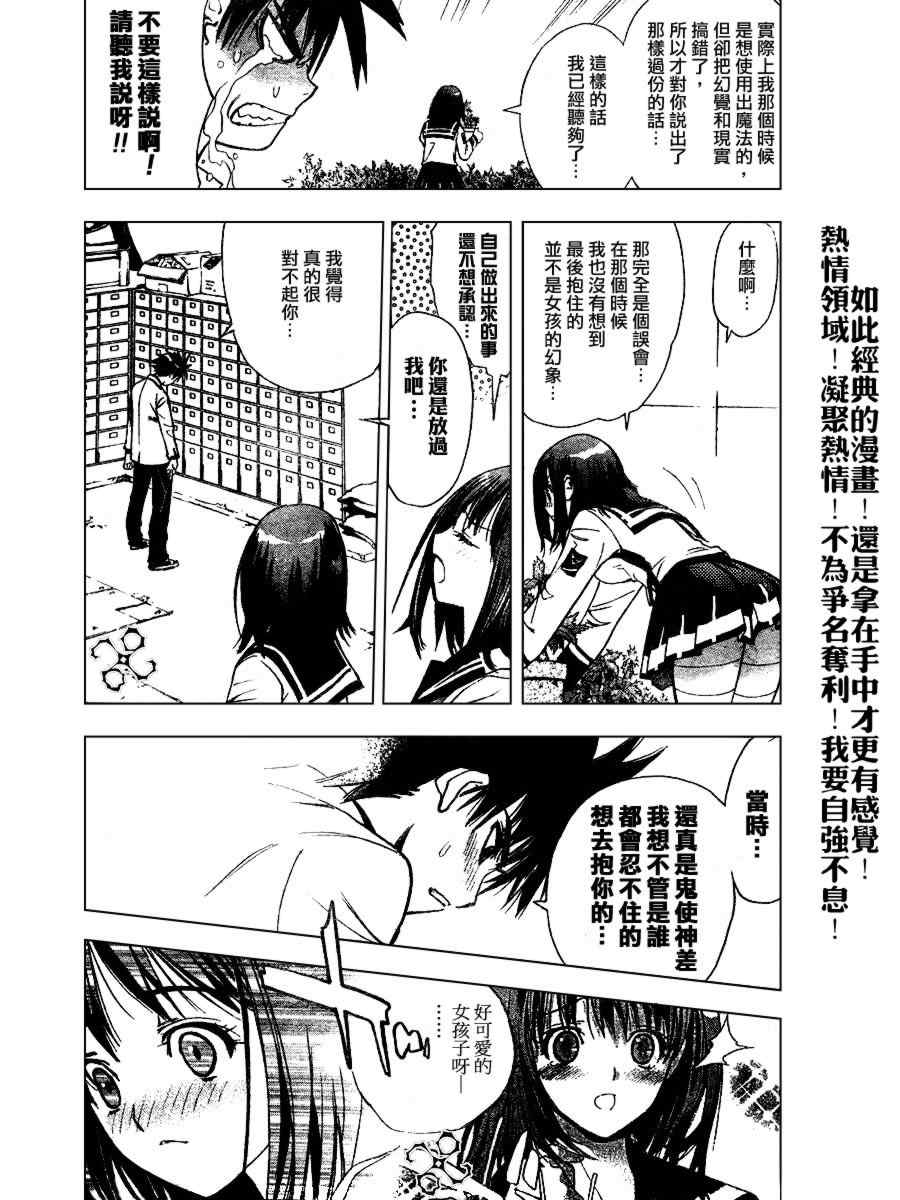 實際上我那個時候
是想使用出魔法的
但卻把幻覺和現實
搞錯了，
所以才對你說出了
那樣過份的話…
這樣的話
我已經聽夠了…
不要這樣說啊！
請聽我說呀！！
什麼啊…
那完全是個誤會…
在那個時候
我也沒有想到
最後抱住的
並不是女孩的幻象…
自己做出來的事
還不想承認…
你還是放過
我吧…
我覺得
真的很
對不起你…
當時…
還真是鬼使神差
我想不管是誰
都會忍不住的
想去抱你的…
好可愛的
女孩子呀—
……
如此經典的漫畫！還是拿在手中才更有感覺！
熱情領域！凝聚熱情！不為爭名奪利！我要自強不息！